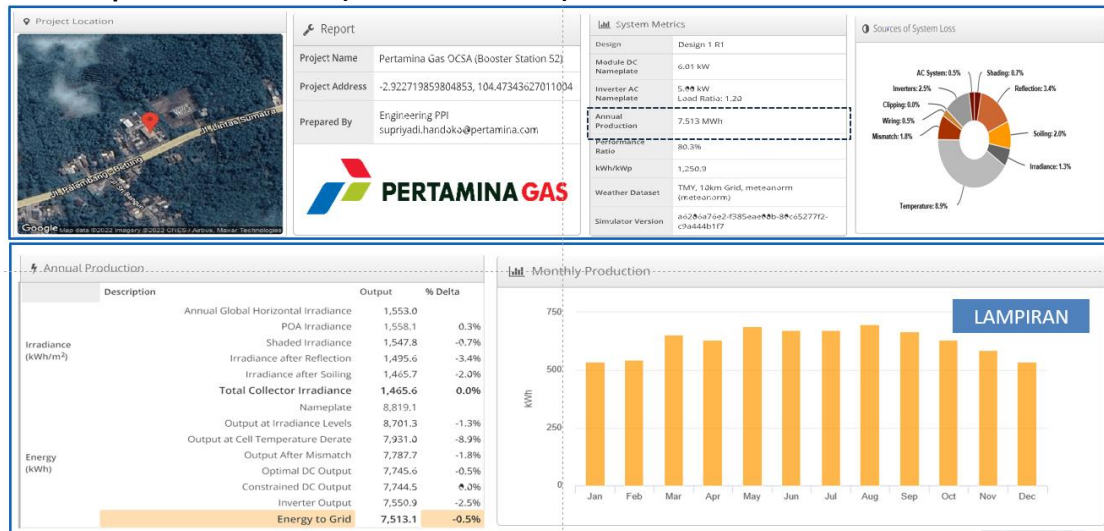 Project Location
Jl. Lintas Sumatra
Jl. Palembang - Betung
Google Map data ©2022 Imagery ©2022 CNES / Airbus, Maxar Technologies
Report
Project Name Pertamina Gas OCSA (Booster Station 52)
Project Address -2.922719859804853, 104.47343627011004
Prepared By Engineering PPI
supriyadi.handoko@pertamina.com
PERTAMINA GAS
System Metrics
Design Design 1 R1
Module DC Nameplate 6.01 kW
Inverter AC Nameplate 5.00 kW
Load Ratio: 1.20
Annual Production 7.513 MWh
Performance Ratio 80.3%
kWh/kWp 1,250.9
Weather Dataset TMY, 10km Grid, meteonorm (meteonorm)
Simulator Version
c9a444b1f7
Sources of System Loss
AC System: 0.5%
Shading: 0.7%
Inverters: 2.5%
Reflection: 3.4%
Clipping: 0.0%
Wiring: 0.5%
Soiling: 2.0%
Mismatch: 1.8%
Irradiance: 1.3%
Temperature: 8.9%
Annual Production
Description Output % Delta
Irradiance (kWh/m²)
Annual Global Horizontal Irradiance 1,553.0
POA Irradiance 1,558.1 0.3%
Shaded Irradiance 1,547.8 -0.7%
Irradiance after Reflection 1,495.6 -3.4%
Irradiance after Soiling 1,465.7 -2.0%
Total Collector Irradiance 1,465.6 0.0%
Energy (kWh)
Nameplate 8,819.1
Output at Irradiance Levels 8,701.3 -1.3%
Output at Cell Temperature Derate 7,931.0 -8.9%
Output After Mismatch 7,787.7 -1.8%
Optimal DC Output 7,745.6 -0.5%
Constrained DC Output 7,744.5 0.0%
Inverter Output 7,550.9 -2.5%
Energy to Grid 7,513.1 -0.5%
Monthly Production
LAMPIRAN
kWh
750
500
250
0
Jan Feb Mar Apr May Jun Jul Aug Sep Oct Nov Dec